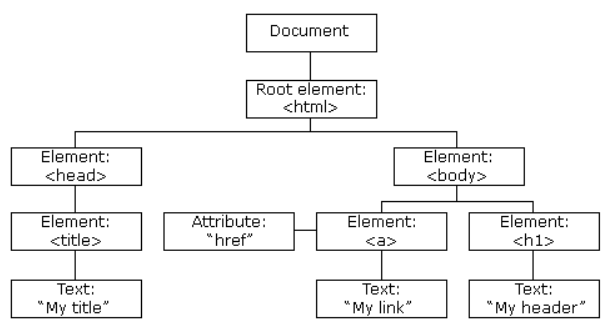 Document
Root element:
<html>
Element:
<head>
Element:
<body>
Element:
<title>
Attribute:
“href”
Element:
<a>
Element:
<h1>
Text:
“My title”
Text:
“My link”
Text:
“My header”